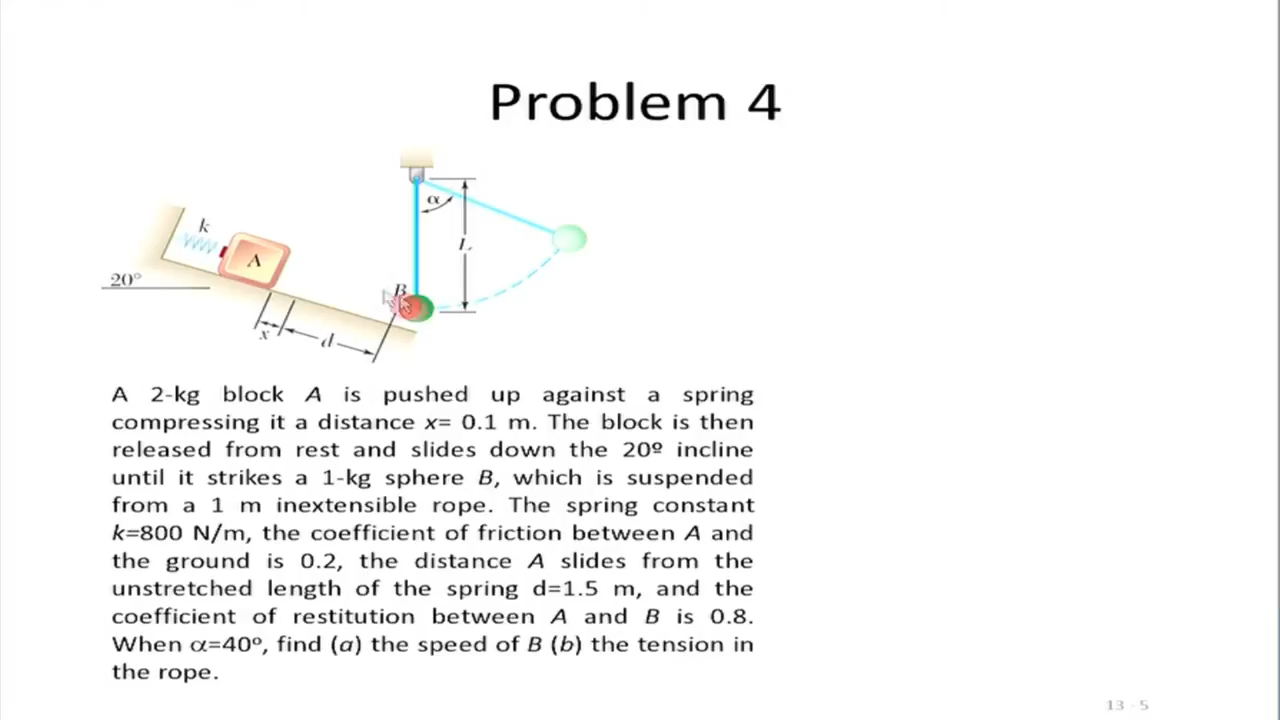 Problem 4
k
A
20°
x
d
α
L
B
A 2-kg block A is pushed up against a spring
compressing it a distance x= 0.1 m. The block is then
released from rest and slides down the 20º incline
until it strikes a 1-kg sphere B, which is suspended
from a 1 m inextensible rope. The spring constant
k=800 N/m, the coefficient of friction between A and
the ground is 0.2, the distance A slides from the
unstretched length of the spring d=1.5 m, and the
coefficient of restitution between A and B is 0.8.
When α=40º, find (a) the speed of B (b) the tension in
the rope.
13 - 5